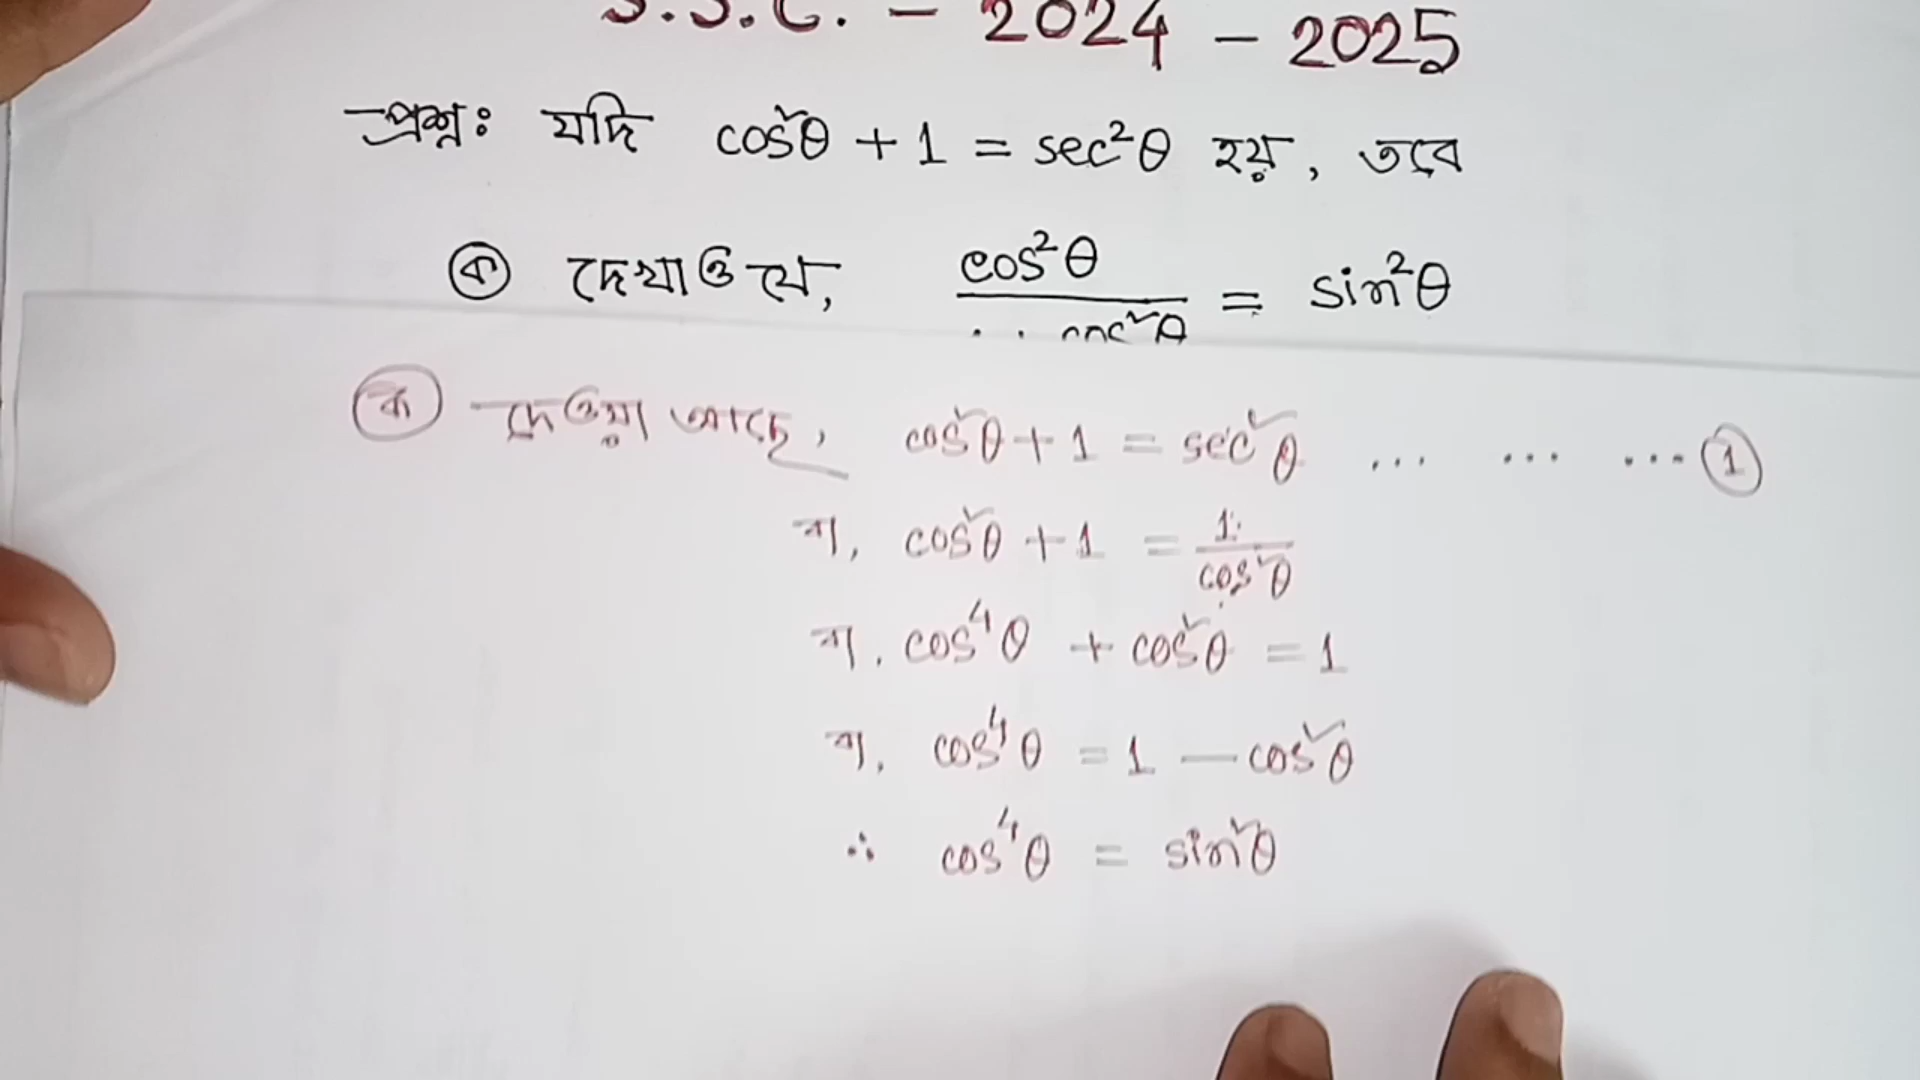 S.S.C. - 2024 - 2025
প্রশ্ন: যদি cos²θ + 1 = sec²θ হয়, তবে
ক দেখাও যে, cos²θ / cos²θ = sin²θ
ক দেওয়া আছে, cos²θ + 1 = sec²θ ... ... ... 1
বা, cos²θ + 1 = 1 / cos²θ
বা, cos⁴θ + cos²θ = 1
বা, cos⁴θ = 1 - cos²θ
∴ cos⁴θ = sin²θ